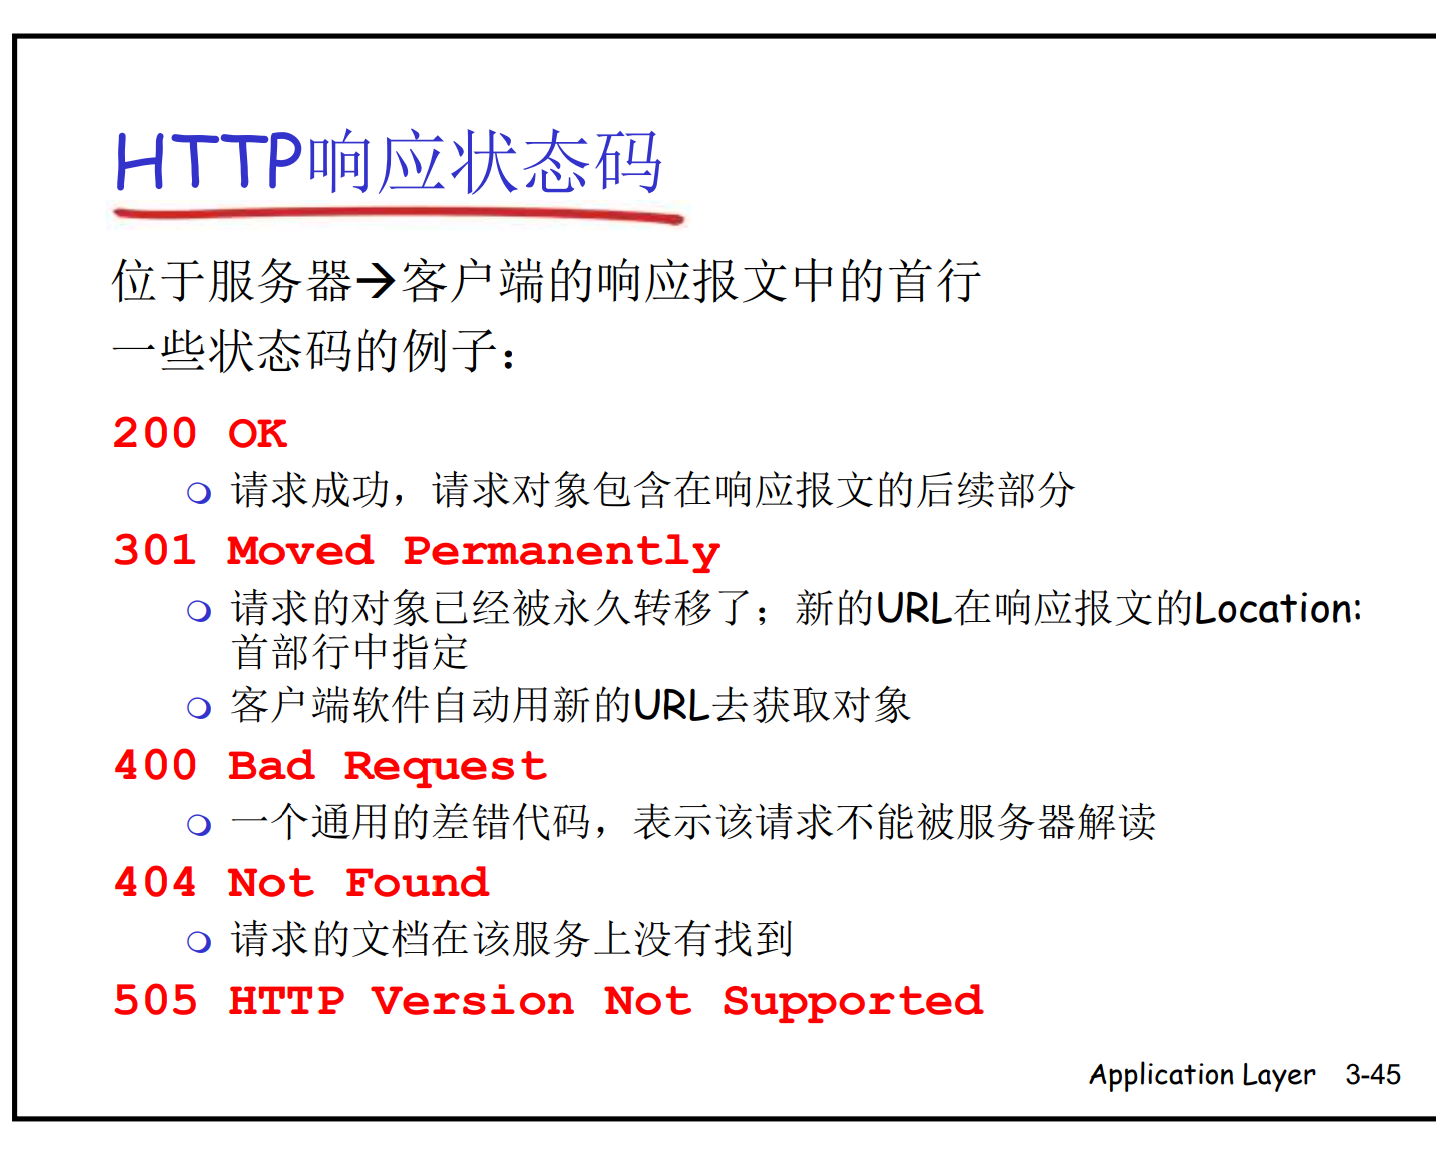 HTTP响应状态码
位于服务器→客户端的响应报文中的首行
一些状态码的例子：
200 OK
请求成功，请求对象包含在响应报文的后续部分
301 Moved Permanently
请求的对象已经被永久转移了；新的URL在响应报文的Location:
首部行中指定
客户端软件自动用新的URL去获取对象
400 Bad Request
一个通用的差错代码，表示该请求不能被服务器解读
404 Not Found
请求的文档在该服务上没有找到
505 HTTP Version Not Supported
Application Layer 3-45